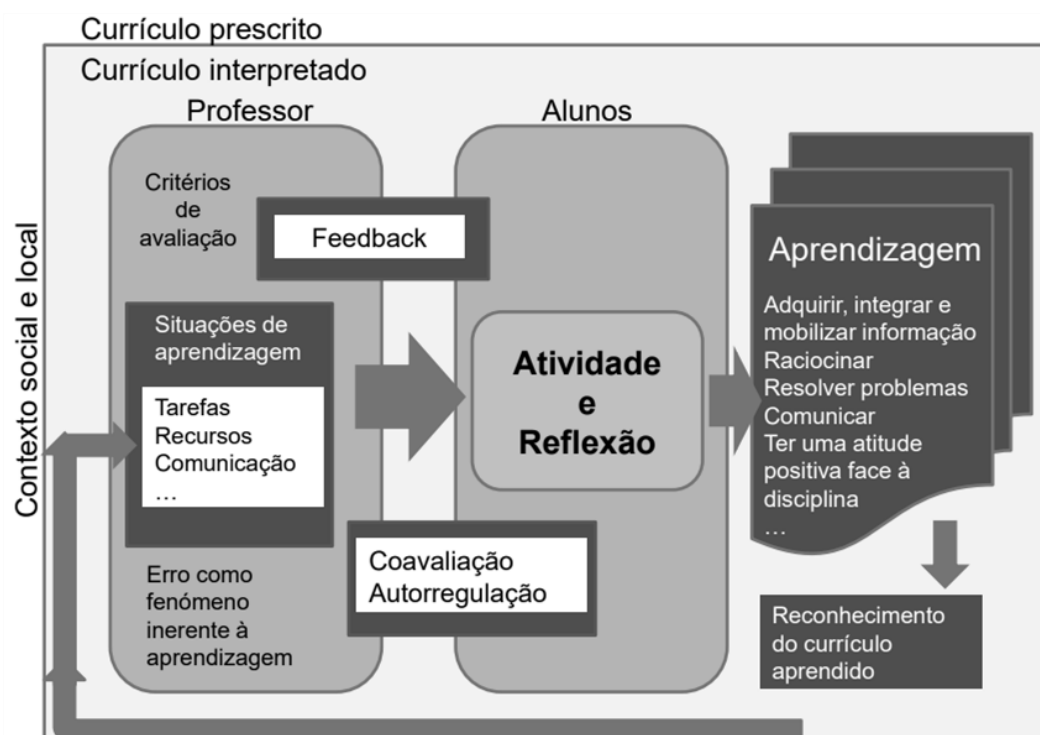 Currículo prescrito
Currículo interpretado
Contexto social e local
Professor
Critérios
de
avaliação
Feedback
Situações de
aprendizagem
Tarefas
Recursos
Comunicação
…
Erro como
fenómeno
inerente à
aprendizagem
Coavaliação
Autorregulação
Alunos
Atividade
e
Reflexão
Aprendizagem
Adquirir, integrar e
mobilizar informação
Raciocinar
Resolver problemas
Comunicar
Ter uma atitude
positiva face à
disciplina
…
Reconhecimento
do currículo
aprendido